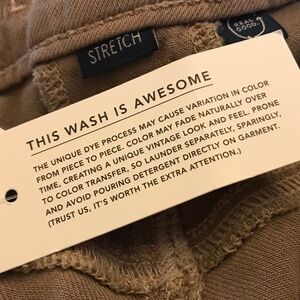 STRETCH
REAL
GOOD.
THIS WASH IS AWESOME
THE UNIQUE DYE PROCESS MAY CAUSE VARIATION IN COLOR
FROM PIECE TO PIECE. COLOR MAY FADE NATURALLY OVER
TIME, CREATING A UNIQUE VINTAGE LOOK AND FEEL. PRONE
TO COLOR TRANSFER, SO LAUNDER SEPARATELY, SPARINGLY,
AND AVOID POURING DETERGENT DIRECTLY ON GARMENT.
(TRUST US, IT'S WORTH THE EXTRA ATTENTION.)